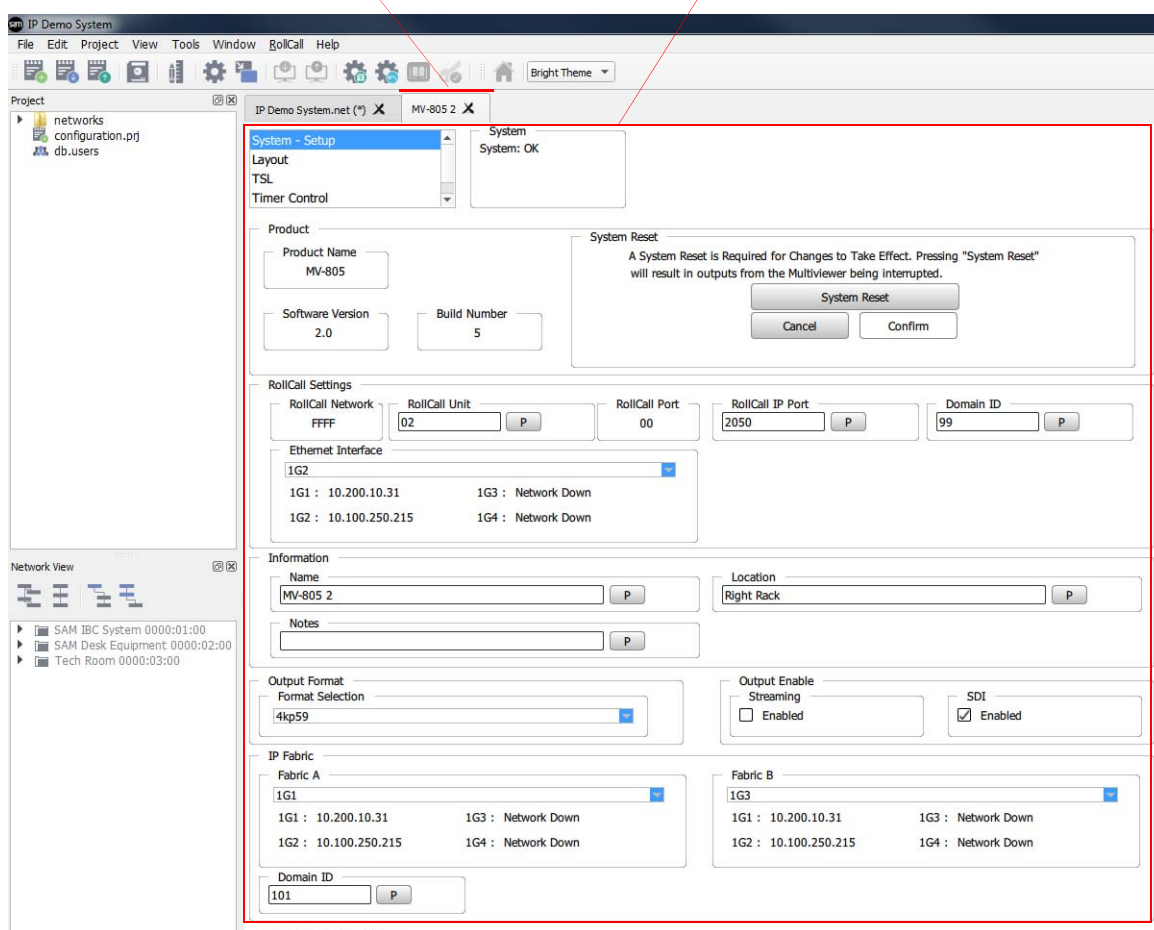 sam IP Demo System
File Edit Project View Tools Window RollCall Help
Bright Theme
Project
networks
configuration.prj
db.users
IP Demo System.net (*) X MV-805 2 X
System - Setup
Layout
TSL
Timer Control
System
System: OK
Product
Product Name
MV-805
Software Version
2.0
Build Number
5
System Reset
A System Reset is Required for Changes to Take Effect. Pressing "System Reset"
will result in outputs from the Multiviewer being interrupted.
System Reset
Cancel Confirm
RollCall Settings
RollCall Network
FFFF
RollCall Unit
02 P
RollCall Port
00
RollCall IP Port
2050 P
Domain ID
99 P
Ethernet Interface
1G2
1G1 : 10.200.10.31 1G3 : Network Down
1G2 : 10.100.250.215 1G4 : Network Down
Information
Name
MV-805 2 P
Location
Right Rack P
Notes
P
Network View
SAM IBC System 0000:01:00
SAM Desk Equipment 0000:02:00
Tech Room 0000:03:00
Output Format
Format Selection
4kp59
Output Enable
Streaming
Enabled
SDI
Enabled
IP Fabric
Fabric A
1G1
1G1 : 10.200.10.31 1G3 : Network Down
1G2 : 10.100.250.215 1G4 : Network Down
Fabric B
1G3
1G1 : 10.200.10.31 1G3 : Network Down
1G2 : 10.100.250.215 1G4 : Network Down
Domain ID
101 P